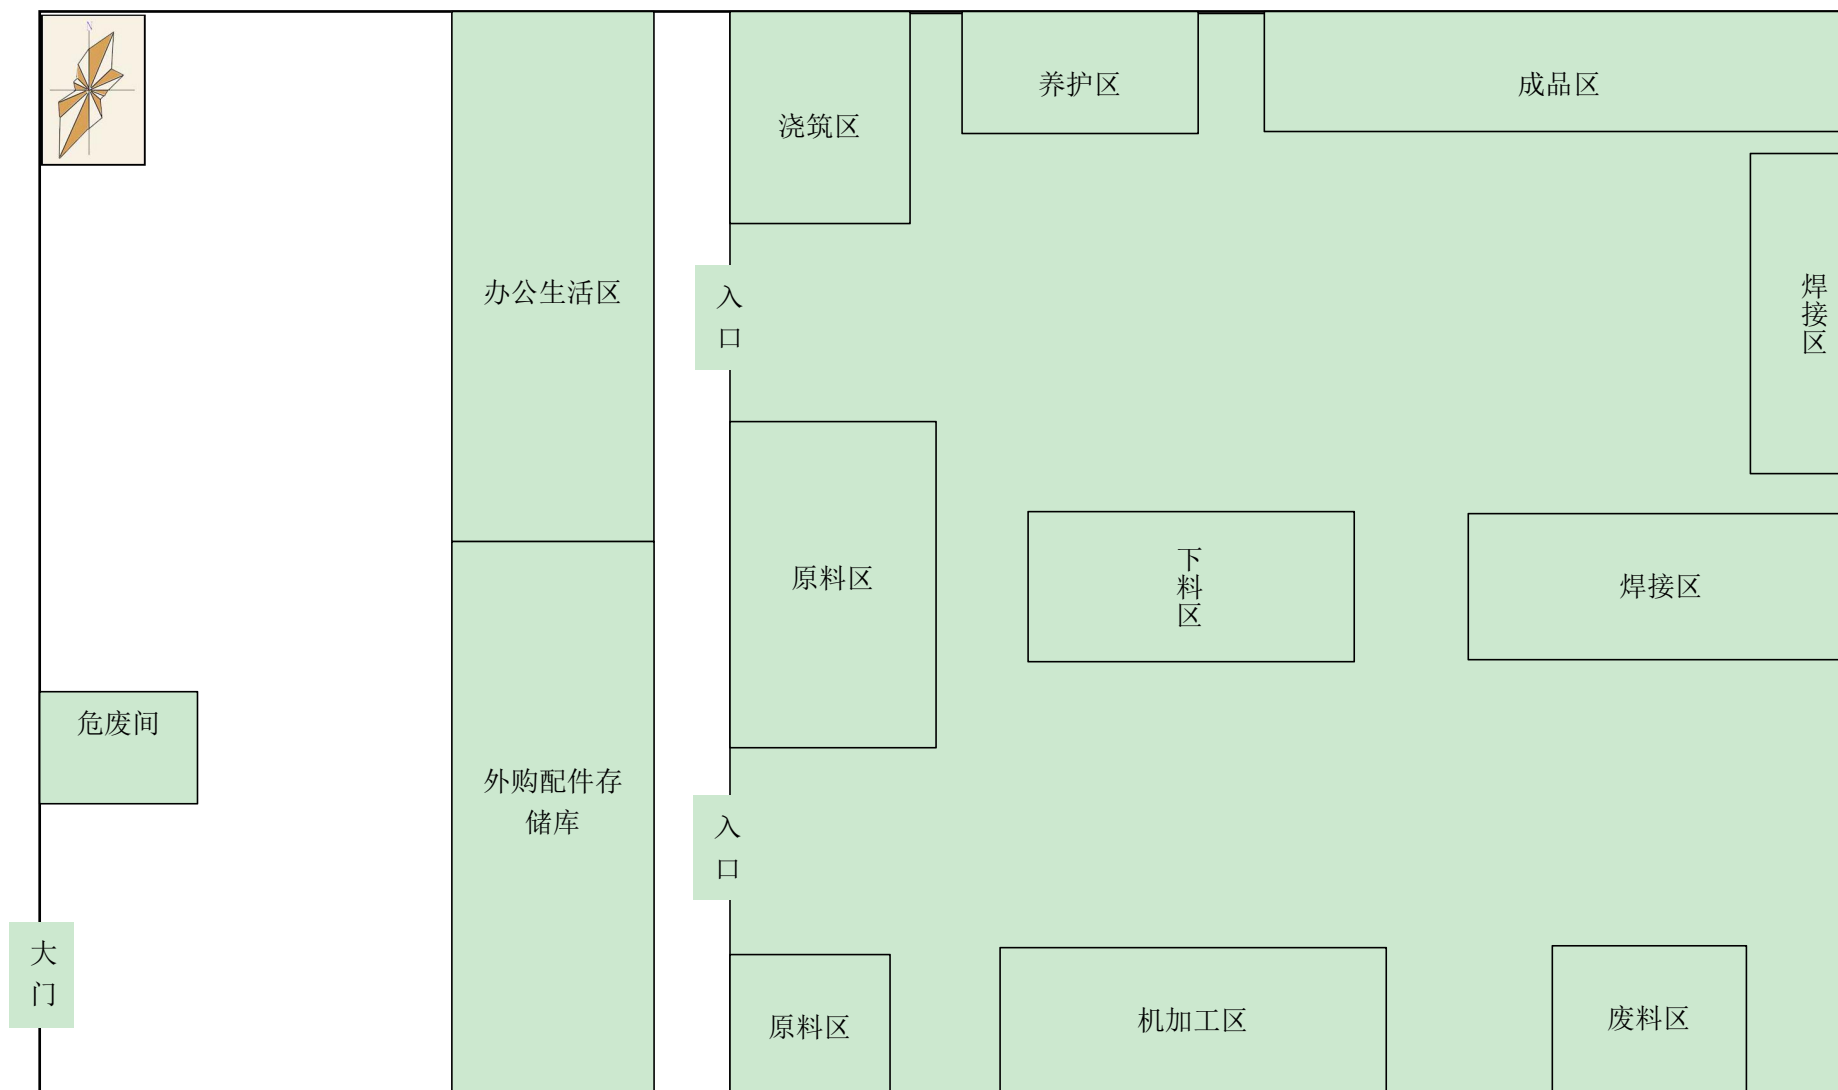 N
养护区
成品区
浇筑区
办公生活区
入
口
焊
接
区
原料区
下
料
区
焊接区
危废间
外购配件存
储库
入
口
大
门
原料区
机加工区
废料区